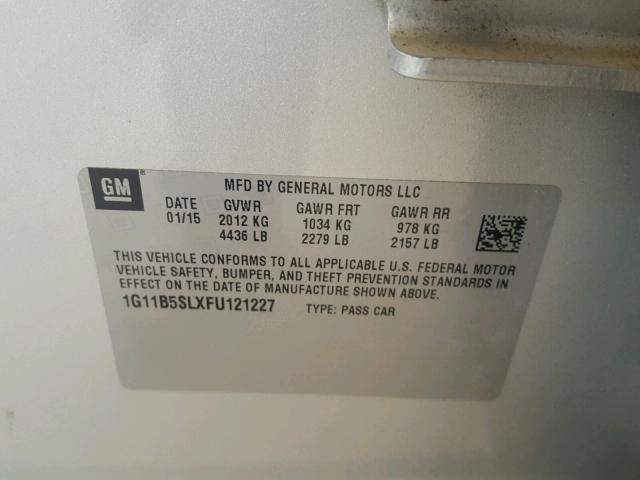 GM ®
MFD BY GENERAL MOTORS LLC
DATE GVWR GAWR FRT GAWR RR
01/15 2012 KG 1034 KG 978 KG
4436 LB 2279 LB 2157 LB
THIS VEHICLE CONFORMS TO ALL APPLICABLE U.S. FEDERAL MOTOR
VEHICLE SAFETY, BUMPER, AND THEFT PREVENTION STANDARDS IN
EFFECT ON THE DATE OF MANUFACTURE SHOWN ABOVE.
1G11B5SLXFU121227 TYPE: PASS CAR